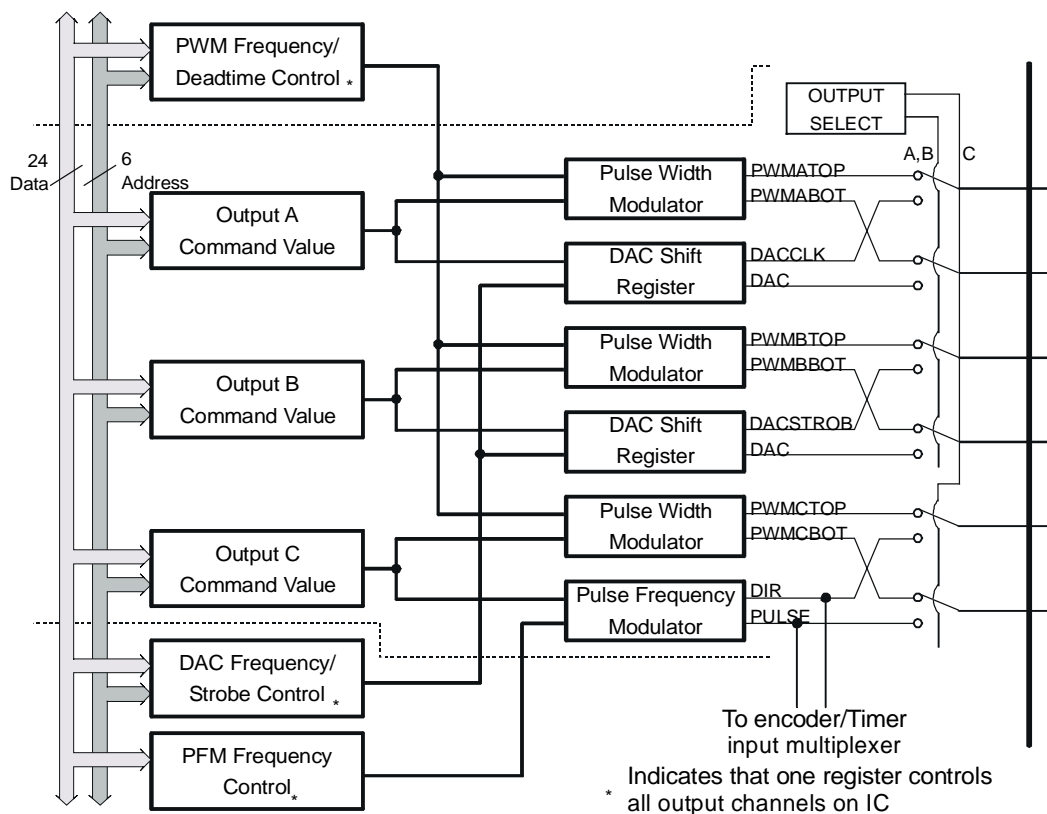 PWM Frequency/
Deadtime Control *
OUTPUT
SELECT
24
Data
6
Address
A,B
C
Output A
Command Value
Pulse Width
Modulator
PWMATOP
PWMABOT
DAC Shift
Register
DACCLK
DAC
Output B
Command Value
Pulse Width
Modulator
PWMBTOP
PWMBBOT
DAC Shift
Register
DACSTROB
DAC
Output C
Command Value
Pulse Width
Modulator
PWMCTOP
PWMCBOT
Pulse Frequency
Modulator
DIR
PULSE
DAC Frequency/
Strobe Control *
PFM Frequency
Control *
To encoder/Timer
input multiplexer
Indicates that one register controls
* all output channels on IC